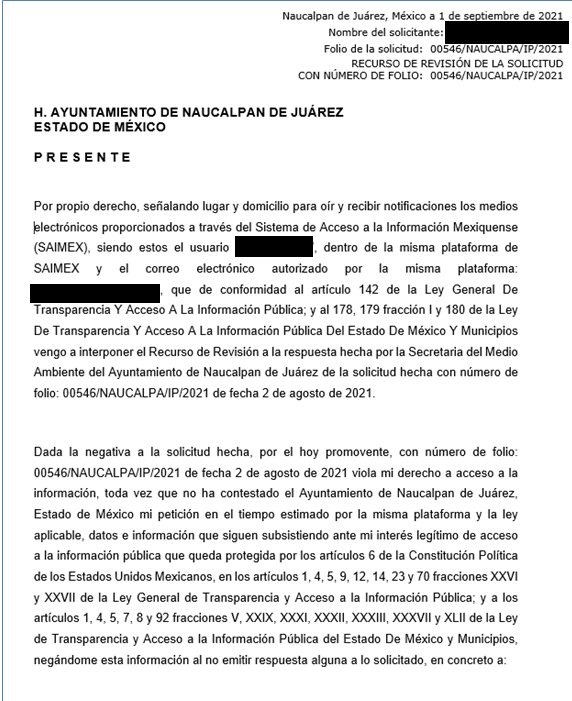 Naucalpan de Juárez, México a 1 de septiembre de 2021
Nombre del solicitante:
Folio de la solicitud: 00546/NAUCALPA/IP/2021
RECURSO DE REVISIÓN DE LA SOLICITUD
CON NÚMERO DE FOLIO: 00546/NAUCALPA/IP/2021
H. AYUNTAMIENTO DE NAUCALPAN DE JUÁREZ
ESTADO DE MÉXICO
P R E S E N T E
Por propio derecho, señalando lugar y domicilio para oír y recibir notificaciones los medios
electrónicos proporcionados a través del Sistema de Acceso a la Información Mexiquense
(SAIMEX), siendo estos el usuario , dentro de la misma plataforma de
SAIMEX y el correo electrónico autorizado por la misma plataforma:
, que de conformidad al artículo 142 de la Ley General De
Transparencia Y Acceso A La Información Pública; y al 178, 179 fracción I y 180 de la Ley
De Transparencia Y Acceso A La Información Pública Del Estado De México Y Municipios
vengo a interponer el Recurso de Revisión a la respuesta hecha por la Secretaria del Medio
Ambiente del Ayuntamiento de Naucalpan de Juárez de la solicitud hecha con número de
folio: 00546/NAUCALPA/IP/2021 de fecha 2 de agosto de 2021.
Dada la negativa a la solicitud hecha, por el hoy promovente, con número de folio:
00546/NAUCALPA/IP/2021 de fecha 2 de agosto de 2021 viola mi derecho a acceso a la
información, toda vez que no ha contestado el Ayuntamiento de Naucalpan de Juárez,
Estado de México mi petición en el tiempo estimado por la misma plataforma y la ley
aplicable, datos e información que siguen subsistiendo ante mi interés legítimo de acceso
a la información pública que queda protegida por los artículos 6 de la Constitución Política
de los Estados Unidos Mexicanos, en los artículos 1, 4, 5, 9, 12, 14, 23 y 70 fracciones XXVI
y XXVII de la Ley General de Transparencia y Acceso a la Información Pública; y a los
artículos 1, 4, 5, 7, 8 y 92 fracciones V, XXIX, XXXI, XXXII, XXXIII, XXXVII y XLII de la Ley
de Transparencia y Acceso a la Información Pública del Estado De México y Municipios,
negándome esta información al no emitir respuesta alguna a lo solicitado, en concreto a: